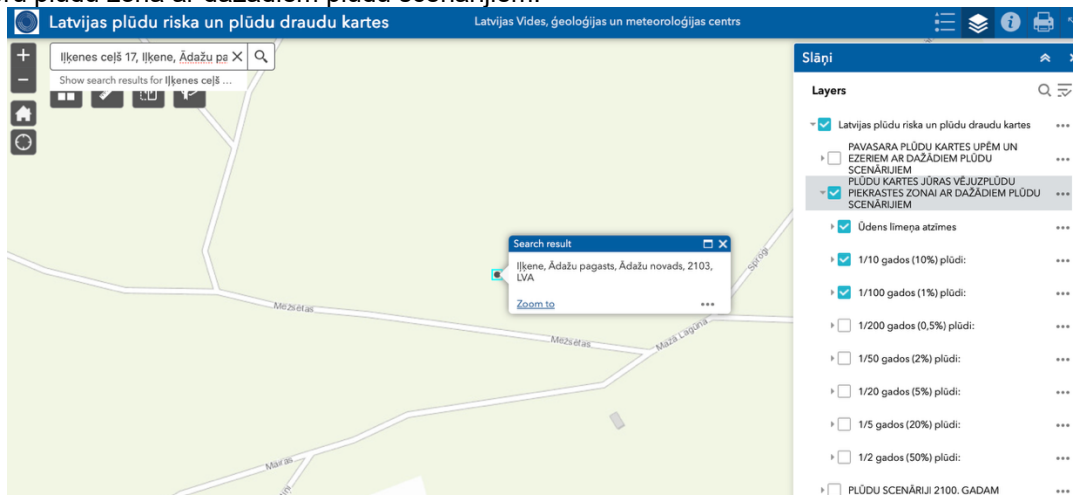 Latvijas plūdu riska un plūdu draudu kartes
Latvijas Vides, ģeoloģijas un meteoroloģijas centrs
Iļķenes ceļš 17, Iļķene, Ādažu pa
Show search results for Iļķenes ceļš ...
Mežsētas
Mežsētas
Mazā Lagūna
Sprogi
Mairas
Search result
Iļķene, Ādažu pagasts, Ādažu novads, 2103,
LVA
Zoom to
Slāņi
Layers
Latvijas plūdu riska un plūdu draudu kartes
PAVASARA PLŪDU KARTES UPĒM UN
EZERIEM AR DAŽĀDIEM PLŪDU
SCENĀRIJIEM
PLŪDU KARTES JŪRAS VĒJUZPLŪDU
PIEKRASTES ZONAI AR DAŽĀDIEM PLŪDU
SCENĀRIJIEM
Ūdens līmeņa atzīmes
1/10 gados (10%) plūdi:
1/100 gados (1%) plūdi:
1/200 gados (0,5%) plūdi:
1/50 gados (2%) plūdi:
1/20 gados (5%) plūdi:
1/5 gados (20%) plūdi:
1/2 gados (50%) plūdi:
PLŪDU SCENĀRIJI 2100. GADAM